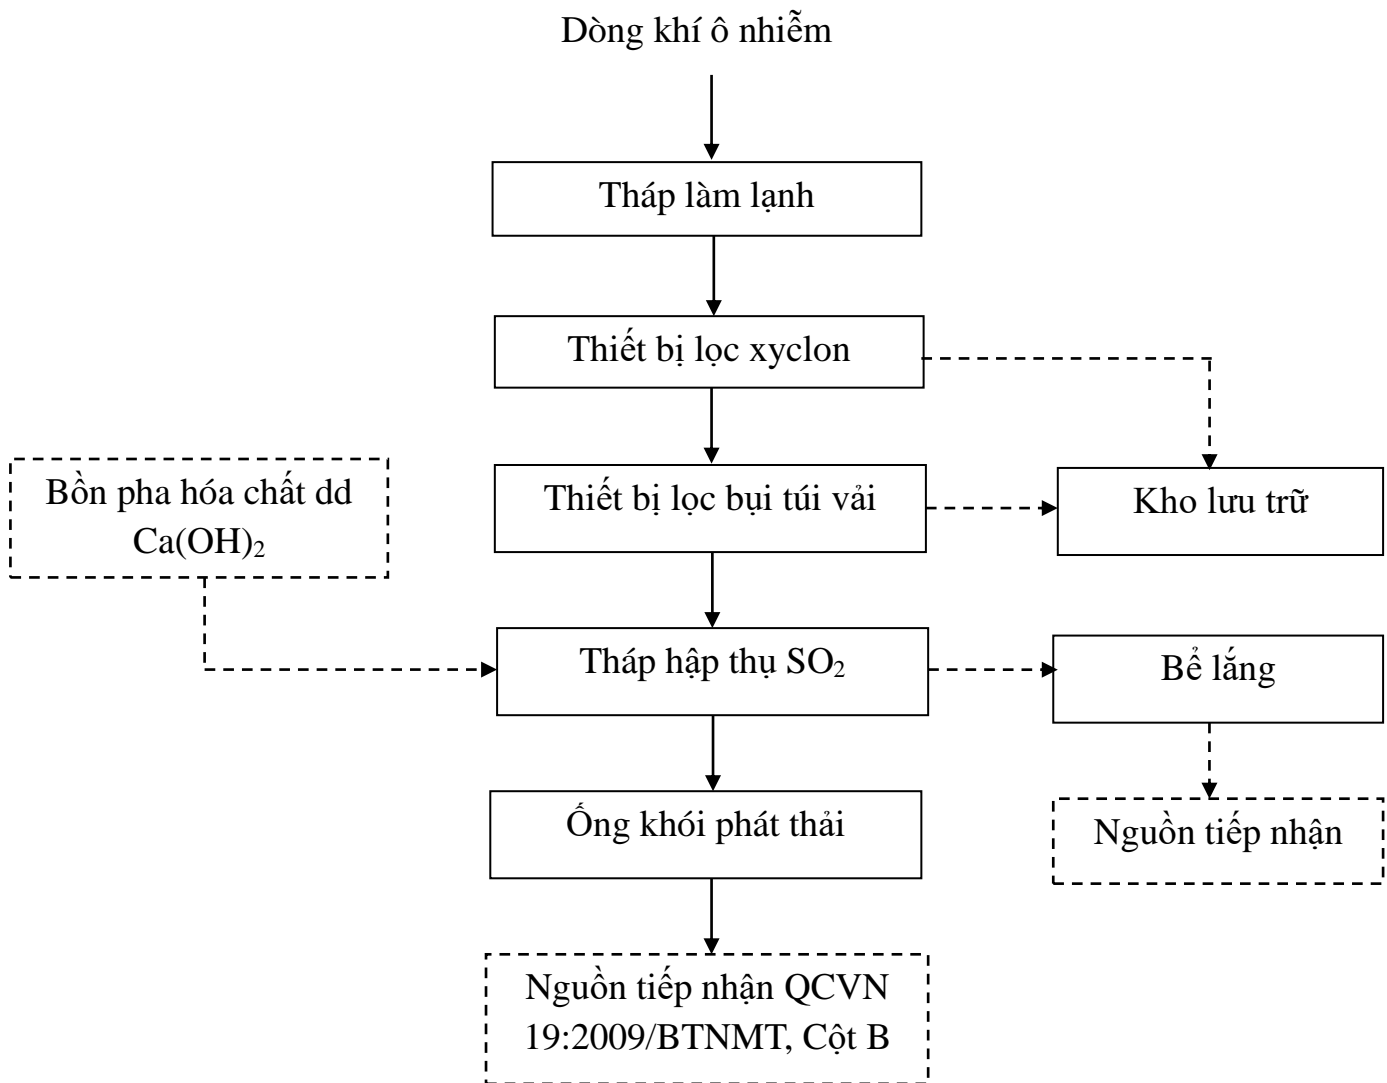 Dòng khí ô nhiễm
Tháp làm lạnh
Thiết bị lọc xyclon
Bồn pha hóa chất dd
Ca(OH)₂
Thiết bị lọc bụi túi vải
Kho lưu trữ
Tháp hập thụ SO₂
Bể lắng
Ống khói phát thải
Nguồn tiếp nhận
Nguồn tiếp nhận QCVN
19:2009/BTNMT, Cột B